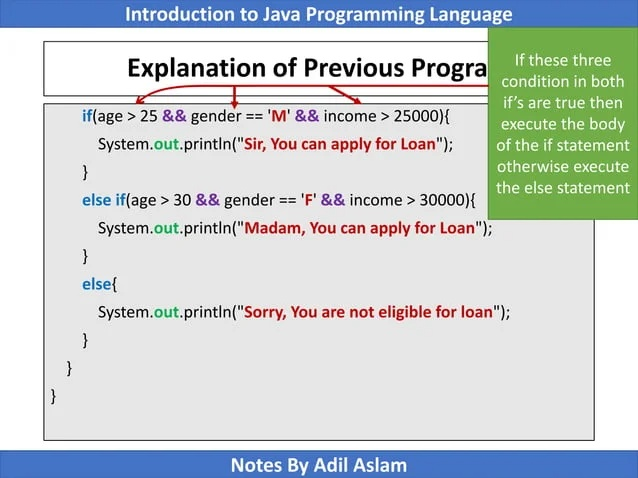 Introduction to Java Programming Language
Explanation of Previous Progra
If these three
condition in both
if's are true then
execute the body
of the if statement
otherwise execute
the else statement
if(age > 25 && gender == 'M' && income > 25000){
System.out.println("Sir, You can apply for Loan");
}
else if(age > 30 && gender == 'F' && income > 30000){
System.out.println("Madam, You can apply for Loan");
}
else{
System.out.println("Sorry, You are not eligible for loan");
}
}
}
Notes By Adil Aslam